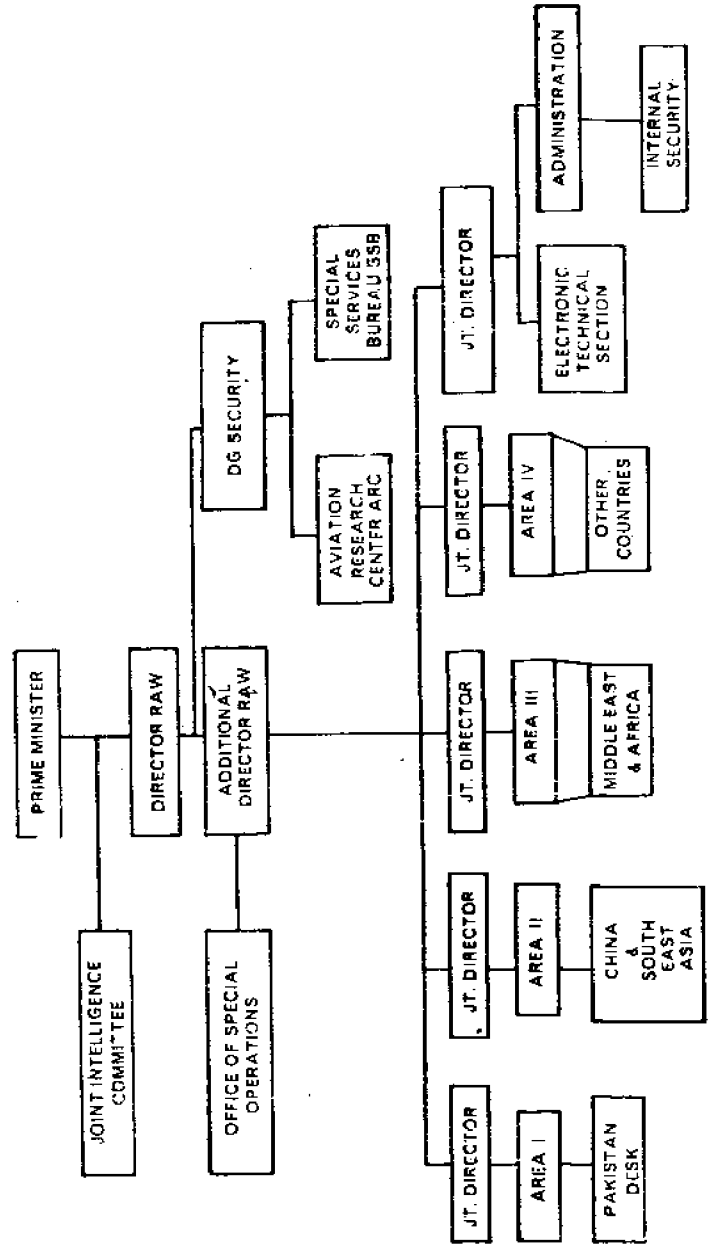 PRIME MINISTER
JOINT INTELLIGENCE
COMMITTEE
DIRECTOR RAW
DG SECURITY
ADDITIONAL
DIRECTOR RAW
OFFICE OF SPECIAL
OPERATIONS
AVIATION
RESEARCH
CENTER ARC
SPECIAL
SERVICES
BUREAU SSB
JT. DIRECTOR
JT. DIRECTOR
JT. DIRECTOR
JT. DIRECTOR
JT. DIRECTOR
AREA I
AREA II
AREA III
AREA IV
ELECTRONIC
TECHNICAL
SECTION
ADMINISTRATION
PAKISTAN
DESK
CHINA
&
SOUTH
EAST
ASIA
MIDDLE EAST
& AFRICA
OTHER
COUNTRIES
INTERNAL
SECURITY